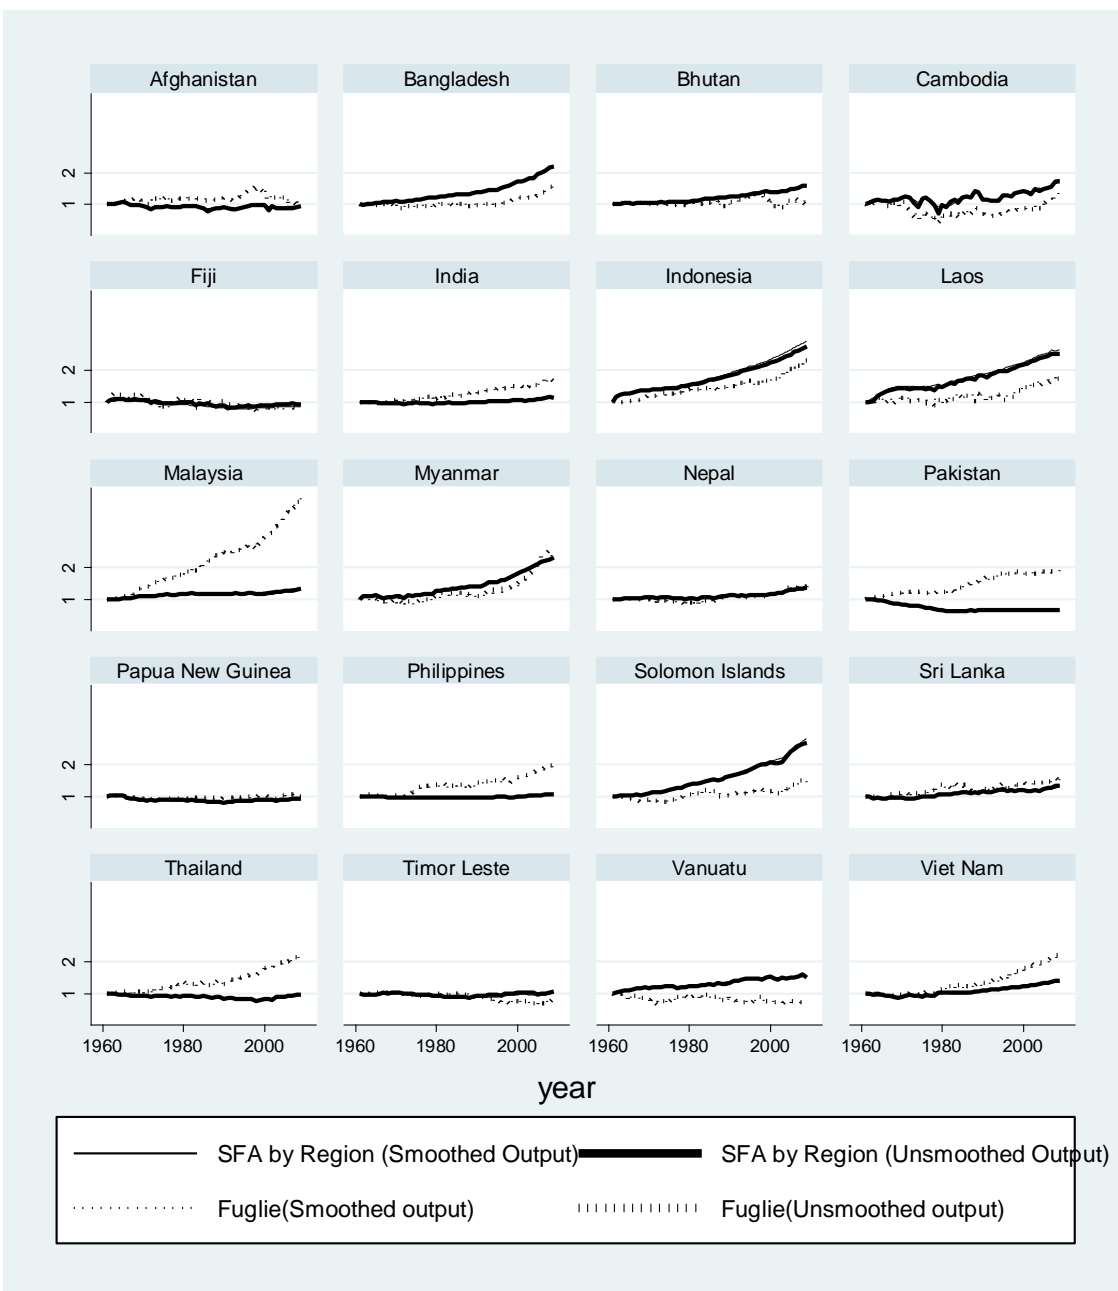 Afghanistan Bangladesh Bhutan Cambodia
2
1
Fiji India Indonesia Laos
2
1
Malaysia Myanmar Nepal Pakistan
2
1
Papua New Guinea Philippines Solomon Islands Sri Lanka
2
1
Thailand Timor Leste Vanuatu Viet Nam
2
1
1960 1980 2000 1960 1980 2000 1960 1980 2000 1960 1980 2000
year
SFA by Region (Smoothed Output) SFA by Region (Unsmoothed Output)
Fuglie(Smoothed output) Fuglie(Unsmoothed output)